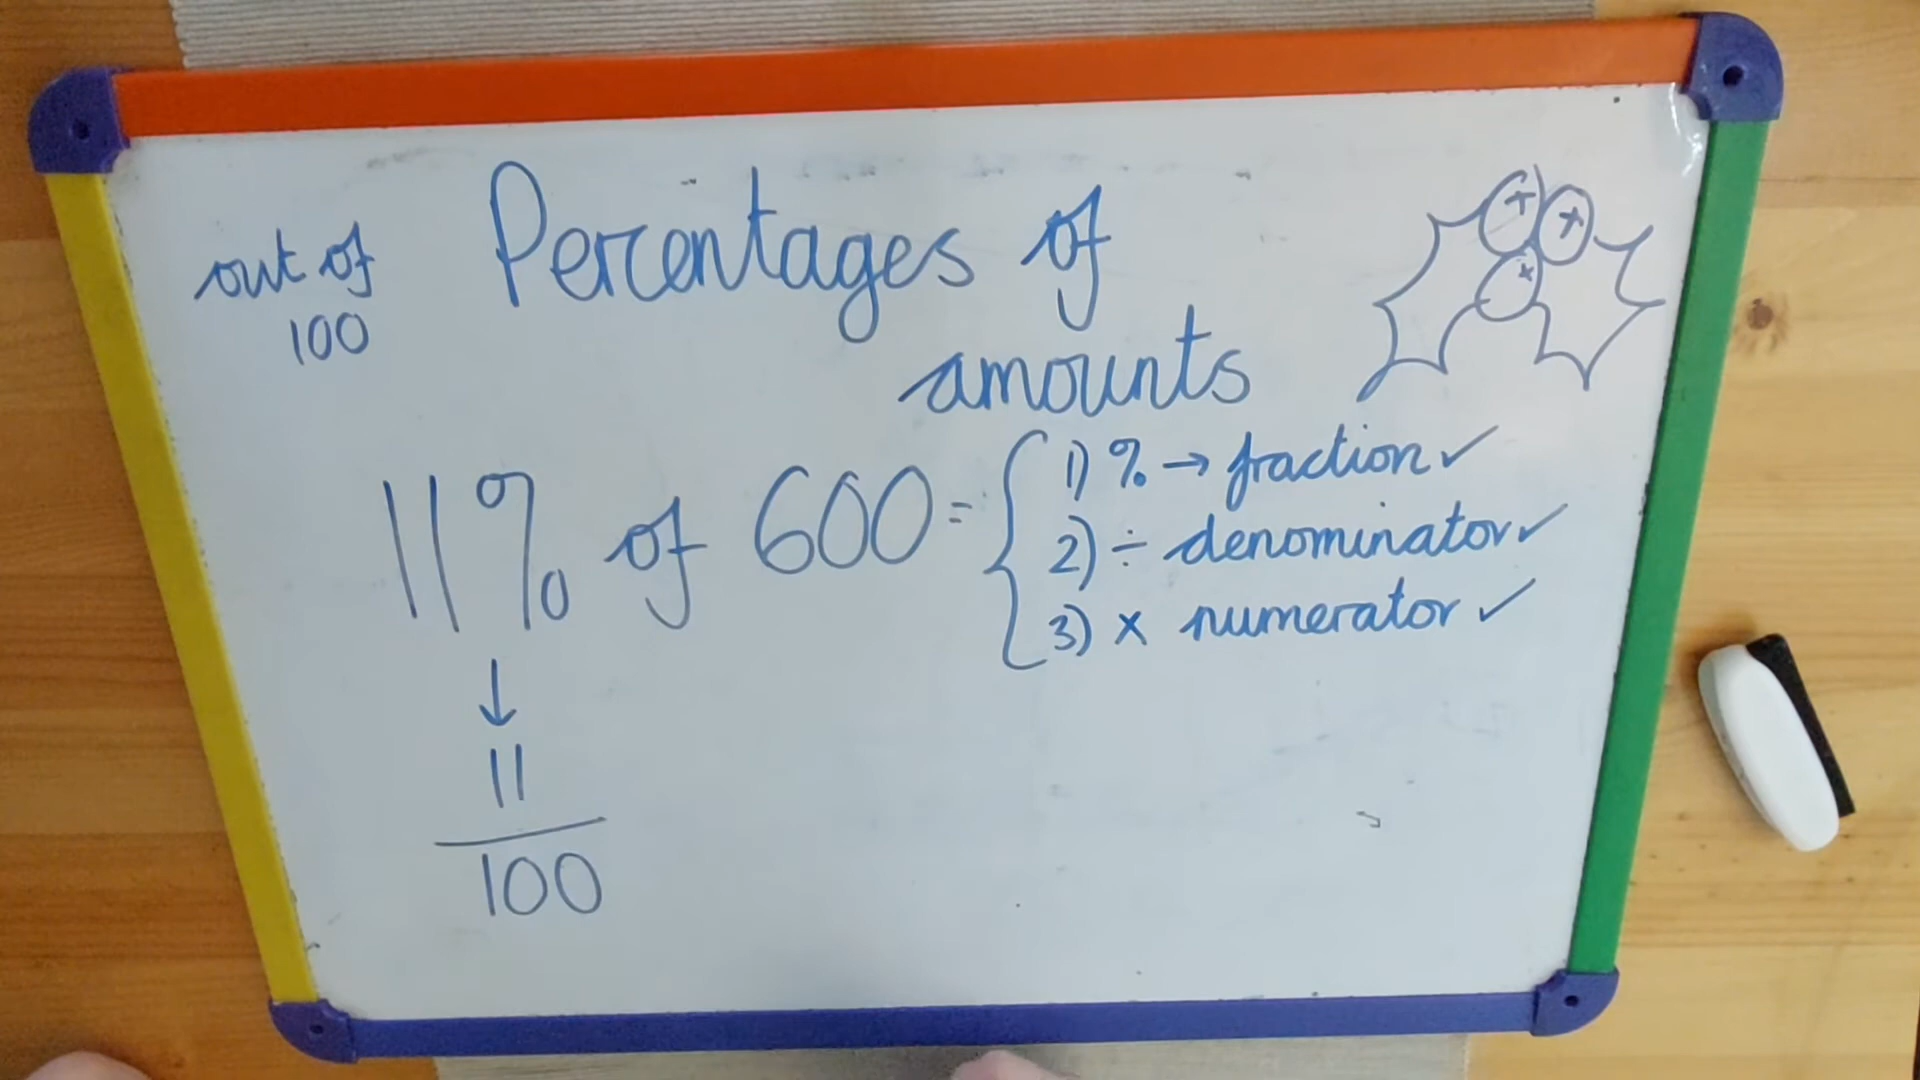 out of
100
Percentages of
amounts
11% of 600 =
1) % → fraction ✓
2) ÷ denominator ✓
3) × numerator ✓
↓
11
100